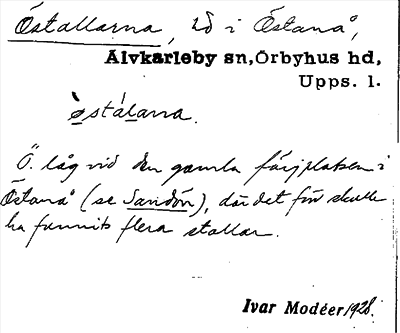 Östallarna, bd i Östanå,
Älvkarleby sn, Örbyhus hd,
Upps. l.
östálarna.
Ö. låg vid den gamla färjplatsen i
Östanå (se Sandön), där det förr skulle
ha funnits flera stallar.
Ivar Modéer 1928.